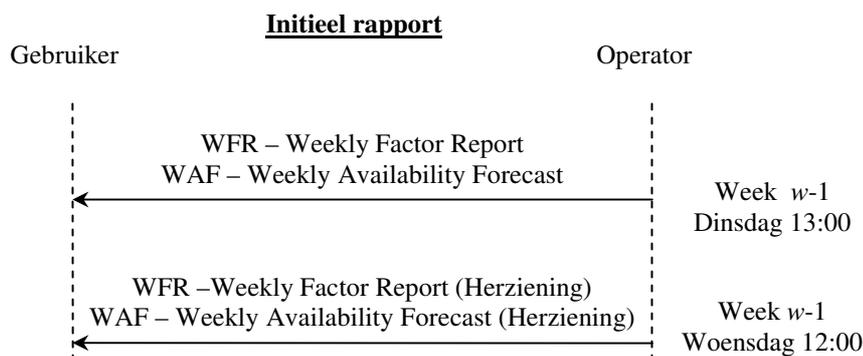 Initieel rapport
Gebruiker
Operator
WFR – Weekly Factor Report
WAF – Weekly Availability Forecast
Week w-1
Dinsdag 13:00
WFR –Weekly Factor Report (Herziening)
WAF – Weekly Availability Forecast (Herziening)
Week w-1
Woensdag 12:00